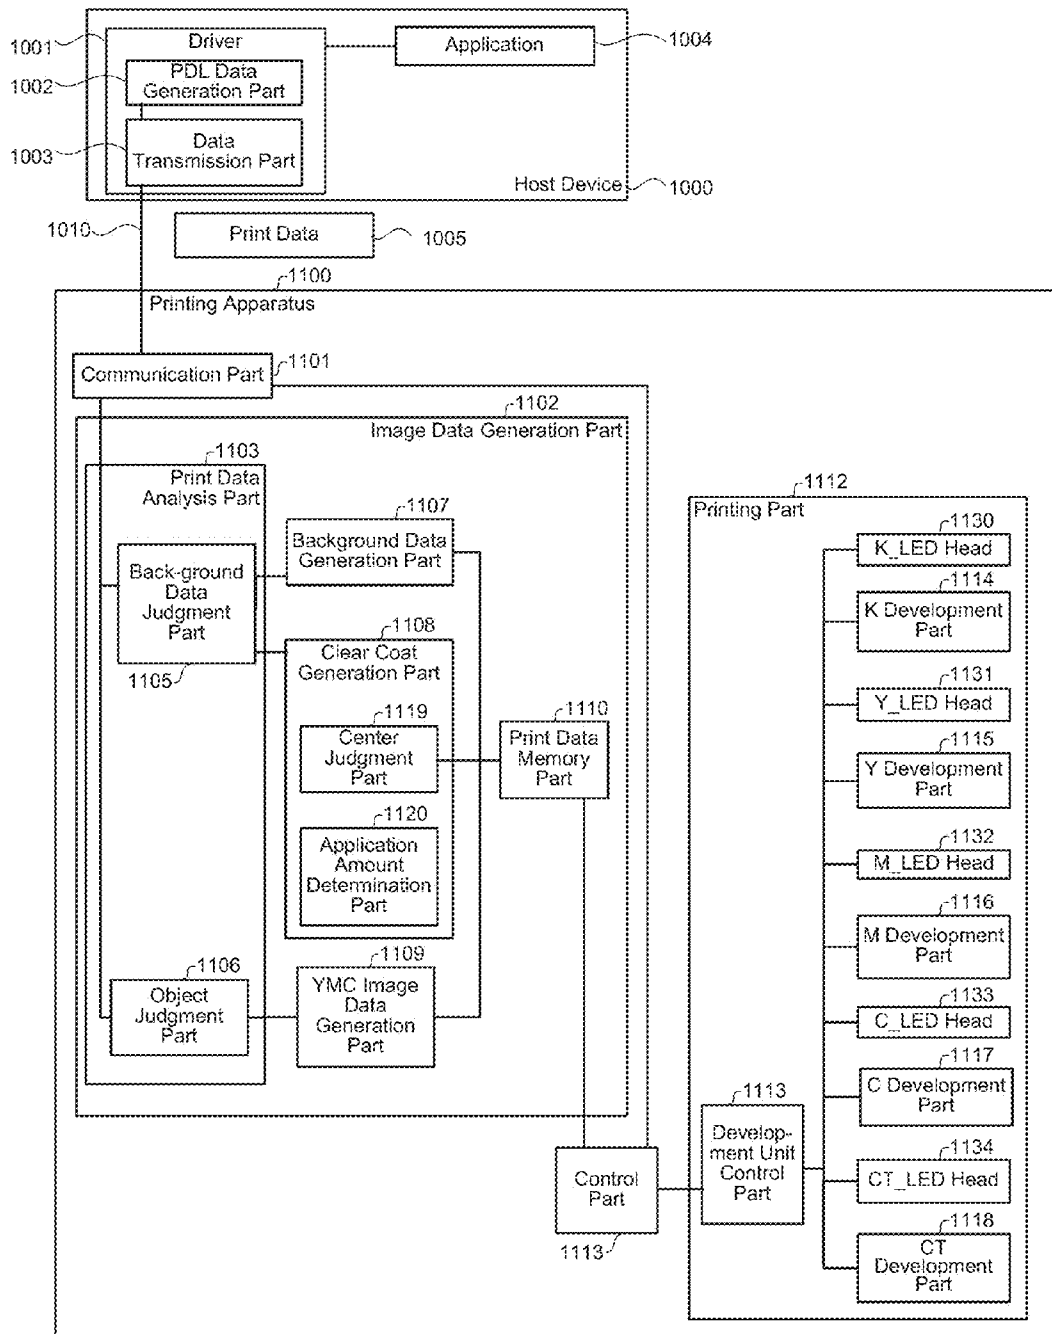 1001
Driver
Application
1004
1002
PDL Data
Generation Part
1003
Data
Transmission Part
Host Device
1000
1010
Print Data
1005
1100
Printing Apparatus
Communication Part
1101
1102
Image Data Generation Part
1103
Print Data
Analysis Part
Back-ground
Data
Judgment
Part
1105
1107
Background Data
Generation Part
1108
Clear Coat
Generation Part
1119
Center
Judgment
Part
1120
Application
Amount
Determination
Part
1110
Print Data
Memory
Part
1106
Object
Judgment
Part
1109
YMC Image
Data
Generation
Part
Control
Part
1113
1112
Printing Part
1113
Develop-
ment Unit
Control
Part
1130
K_LED Head
1114
K Development
Part
1131
Y_LED Head
1115
Y Development
Part
1132
M_LED Head
1116
M Development
Part
1133
C_LED Head
1117
C Development
Part
1134
CT_LED Head
1118
CT
Development
Part